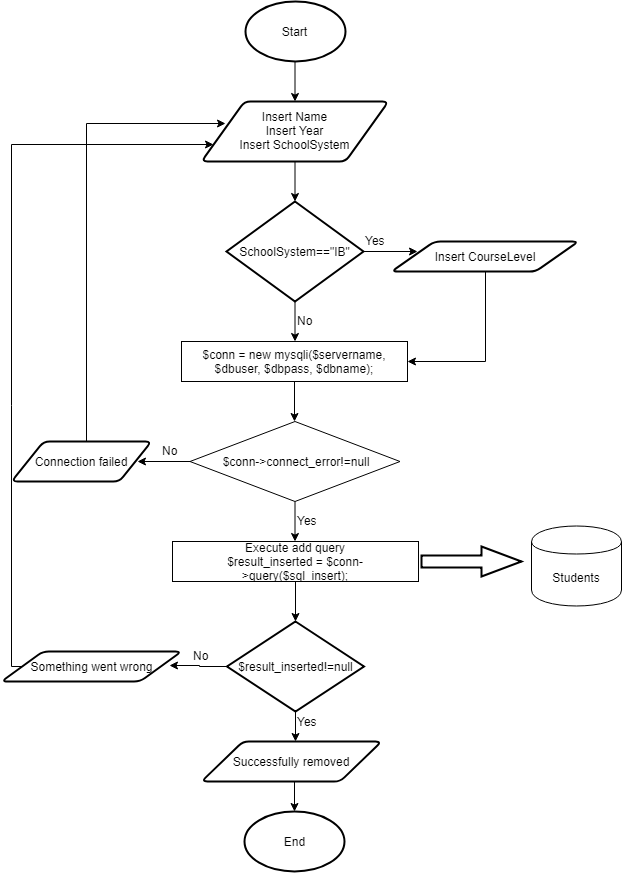 Start
Insert Name
Insert Year
Insert SchoolSystem
SchoolSystem=="IB"
Yes
Insert CourseLevel
No
$conn = new mysqli($servername,
$dbuser, $dbpass, $dbname);
$conn->connect_error!=null
No
Connection failed
Yes
Execute add query
$result_inserted = $conn-
>query($sql_insert);
Students
$result_inserted!=null
No
Something went wrong
Yes
Successfully removed
End